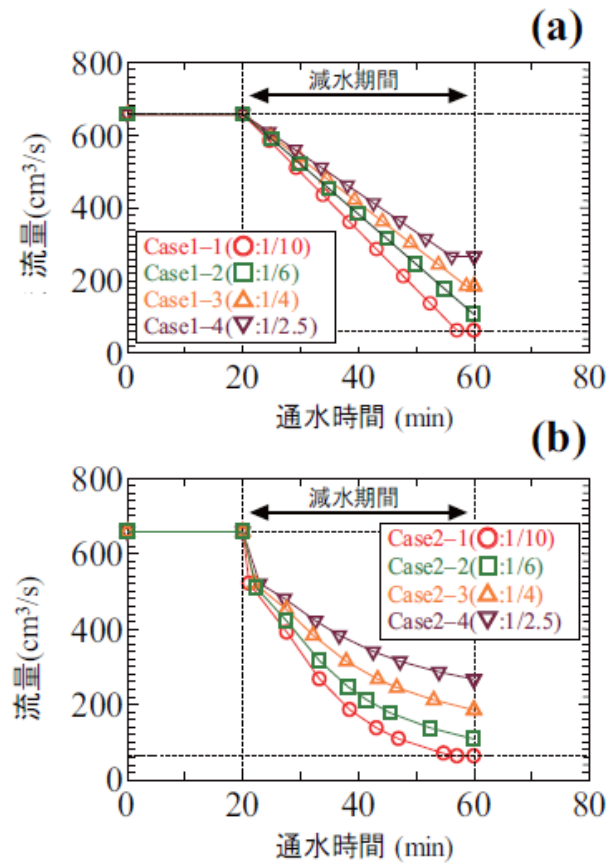 (a)
800
600
400
200
0
流量(cm³/s)
減水期間
Case1–1(○:1/10)
Case1–2(□:1/6)
Case1–3(△:1/4)
Case1–4(▽:1/2.5)
0 20 40 60 80
通水時間 (min)
(b)
800
600
400
200
0
流量(cm³/s)
減水期間
Case2–1(○:1/10)
Case2–2(□:1/6)
Case2–3(△:1/4)
Case2–4(▽:1/2.5)
0 20 40 60 80
通水時間 (min)